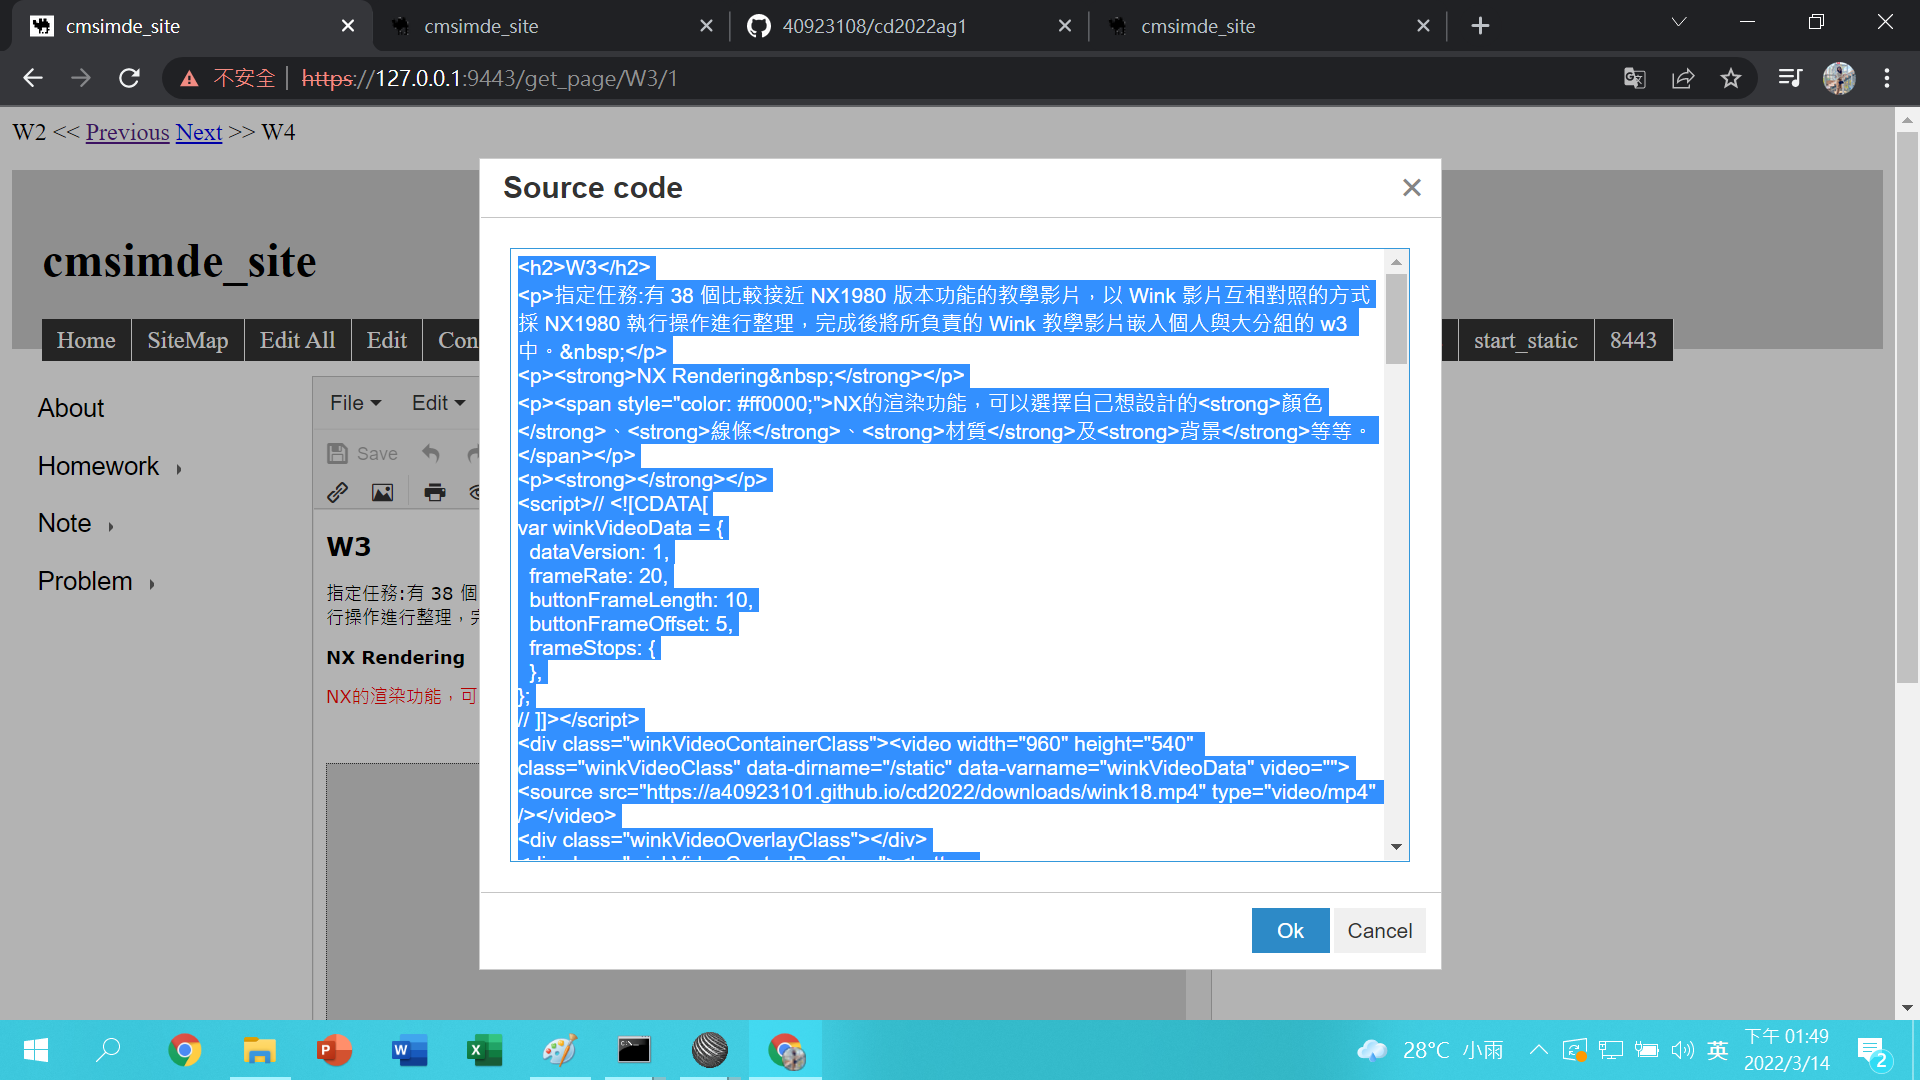 cmsimde_site
cmsimde_site
40923108/cd2022ag1
cmsimde_site
不安全 | https://127.0.0.1:9443/get_page/W3/1
W2 << Previous Next >> W4
cmsimde_site
Home
SiteMap
Edit All
Edit
Con
start_static
8443
About
Homework
Note
Problem
File
Edit
Save
W3
指定任務:有 38 個
行操作進行整理，完
NX Rendering
NX的渲染功能，可
Source code
<h2>W3</h2>
<p>指定任務:有 38 個比較接近 NX1980 版本功能的教學影片，以 Wink 影片互相對照的方式
採 NX1980 執行操作進行整理，完成後將所負責的 Wink 教學影片嵌入個人與大分組的 w3
中。&nbsp;</p>
<p><strong>NX Rendering&nbsp;</strong></p>
<p><span style="color: #ff0000;">NX的渲染功能，可以選擇自己想設計的<strong>顏色
</strong>、<strong>線條</strong>、<strong>材質</strong>及<strong>背景</strong>等等。
</span></p>
<p><strong></strong></p>
<script>// <![CDATA[
var winkVideoData = {
dataVersion: 1,
frameRate: 20,
buttonFrameLength: 10,
buttonFrameOffset: 5,
frameStops: {
},
};
// ]]></script>
<div class="winkVideoContainerClass"><video width="960" height="540"
class="winkVideoClass" data-dirname="/static" data-varname="winkVideoData" video="">
<source src="https://a40923101.github.io/cd2022/downloads/wink18.mp4" type="video/mp4"
/></video>
<div class="winkVideoOverlayClass"></div>
Ok
Cancel
28°C 小雨
英
下午 01:49
2022/3/14
2